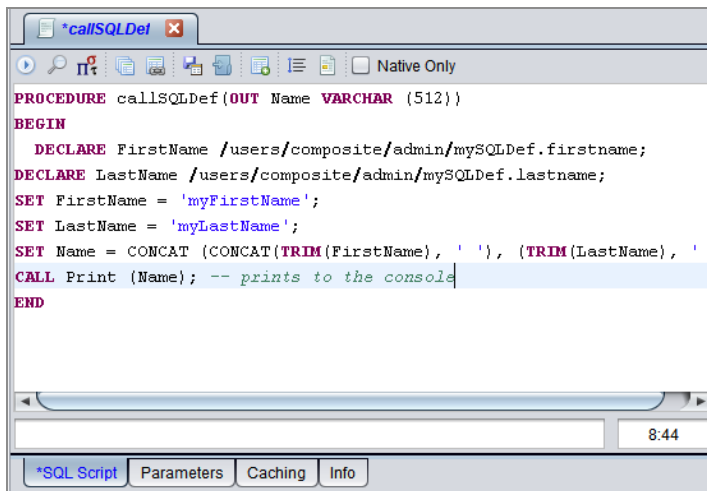 *callSQLDef
Native Only
PROCEDURE callSQLDef(OUT Name VARCHAR (512))
BEGIN
DECLARE FirstName /users/composite/admin/mySQLDef.firstname;
DECLARE LastName /users/composite/admin/mySQLDef.lastname;
SET FirstName = 'myFirstName';
SET LastName = 'myLastName';
SET Name = CONCAT (CONCAT(TRIM(FirstName), ' '), (TRIM(LastName), '
CALL Print (Name); -- prints to the console
END
8:44
*SQL Script Parameters Caching Info